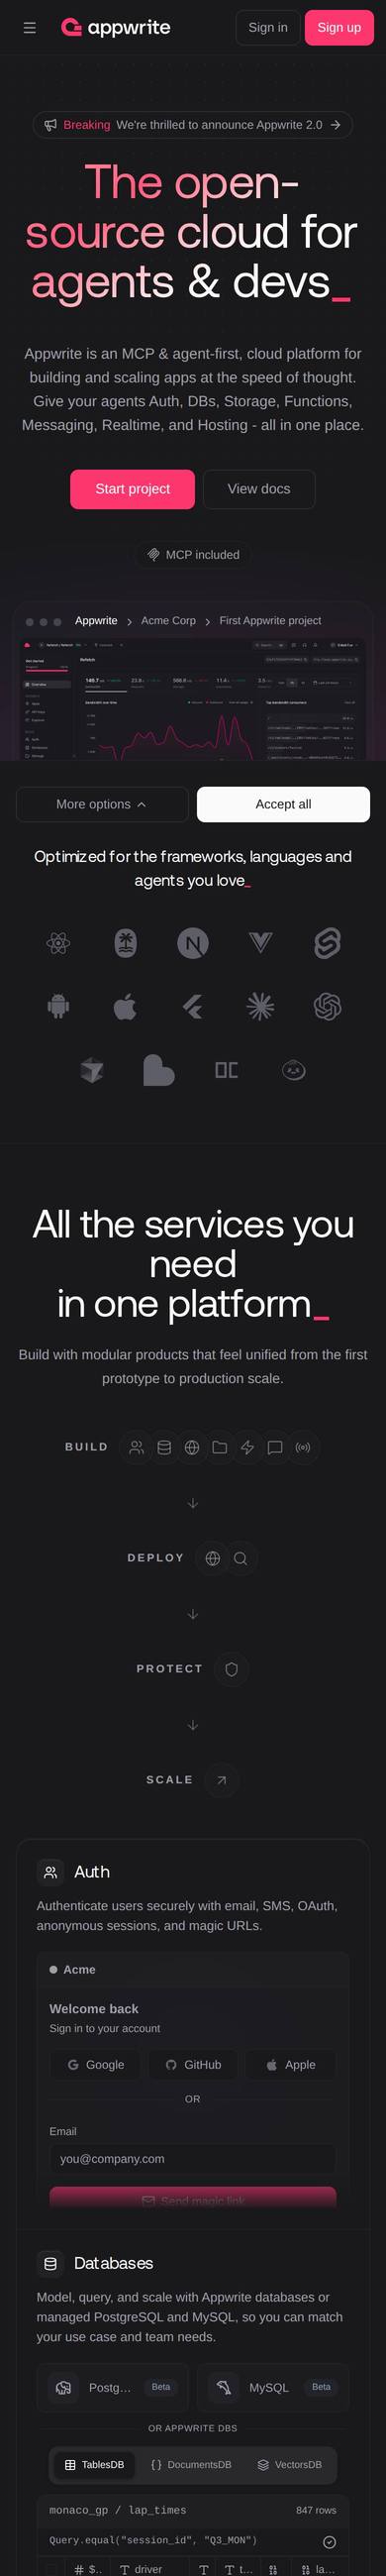 appwrite
Sign in
Sign up
Breaking We're thrilled to announce Appwrite 2.0
The open-
source cloud for
agents & devs_
Appwrite is an MCP & agent-first, cloud platform for
building and scaling apps at the speed of thought.
Give your agents Auth, DBs, Storage, Functions,
Messaging, Realtime, and Hosting - all in one place.
Start project
View docs
MCP included
Appwrite > Acme Corp > First Appwrite project
More options
Accept all
Optimized for the frameworks, languages and
agents you love_
All the services you
need
in one platform_
Build with modular products that feel unified from the first
prototype to production scale.
BUILD
DEPLOY
PROTECT
SCALE
Auth
Authenticate users securely with email, SMS, OAuth,
anonymous sessions, and magic URLs.
Acme
Welcome back
Sign in to your account
Google
GitHub
Apple
OR
Email
you@company.com
Send magic link
Databases
Model, query, and scale with Appwrite databases or
managed PostgreSQL and MySQL, so you can match
your use case and team needs.
Postg... Beta
MySQL Beta
OR APPWRITE DBS
TablesDB
DocumentsDB
VectorsDB
monaco_gp / lap_times
847 rows
Query.equal("session_id", "Q3_MON")
$..
driver
t...
la...